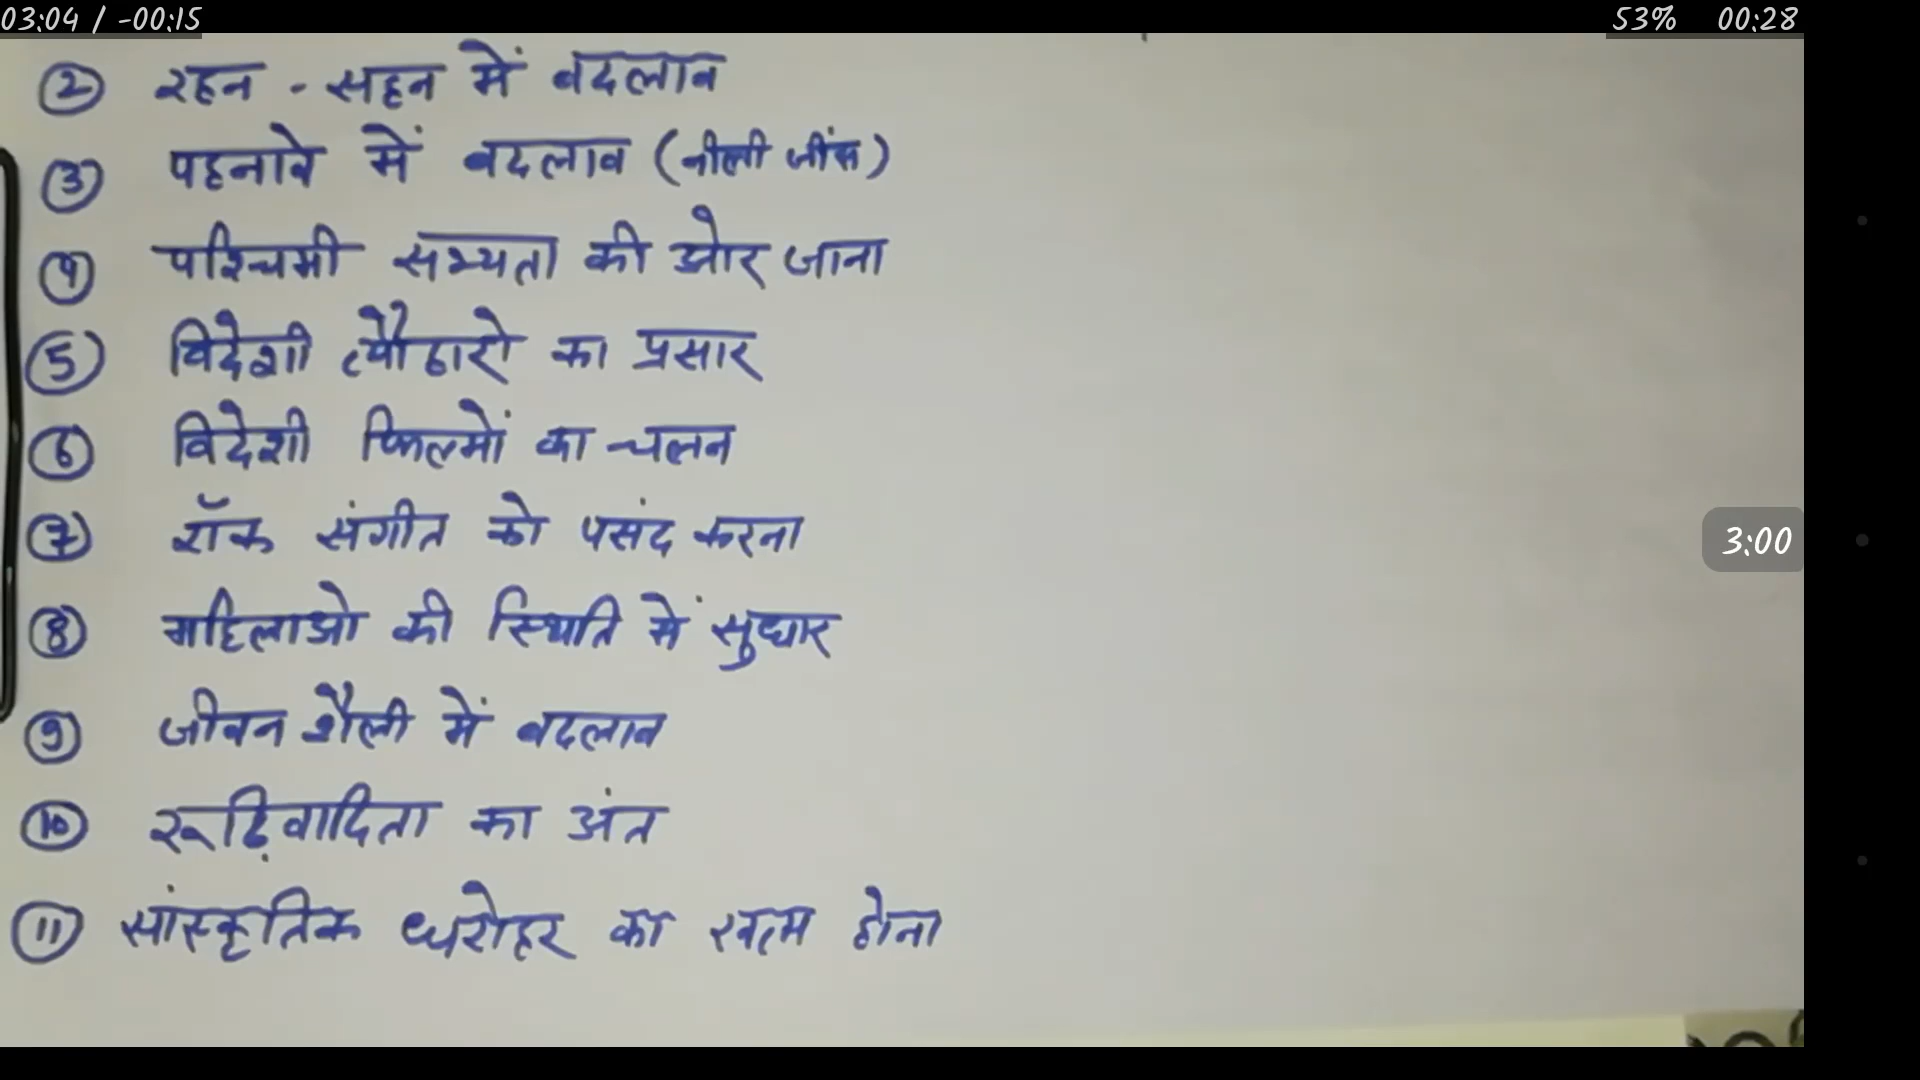 03:04 / -00:15
53% 00:28
② रहन - सहन में बदलाव
③ पहनावे में बदलाव (नीली जींस)
④ पश्चिमी सभ्यता की ओर जाना
⑤ विदेशी त्यौहारो का प्रसार
⑥ विदेशी फिल्मों का चलन
⑦ रॉक संगीत को पसंद करना
3:00
⑧ महिलाओ की स्थिति में सुधार
⑨ जीवन शैली में बदलाव
⑩ रूढ़िवादिता का अंत
⑪ सांस्कृतिक धरोहर का खत्म होना